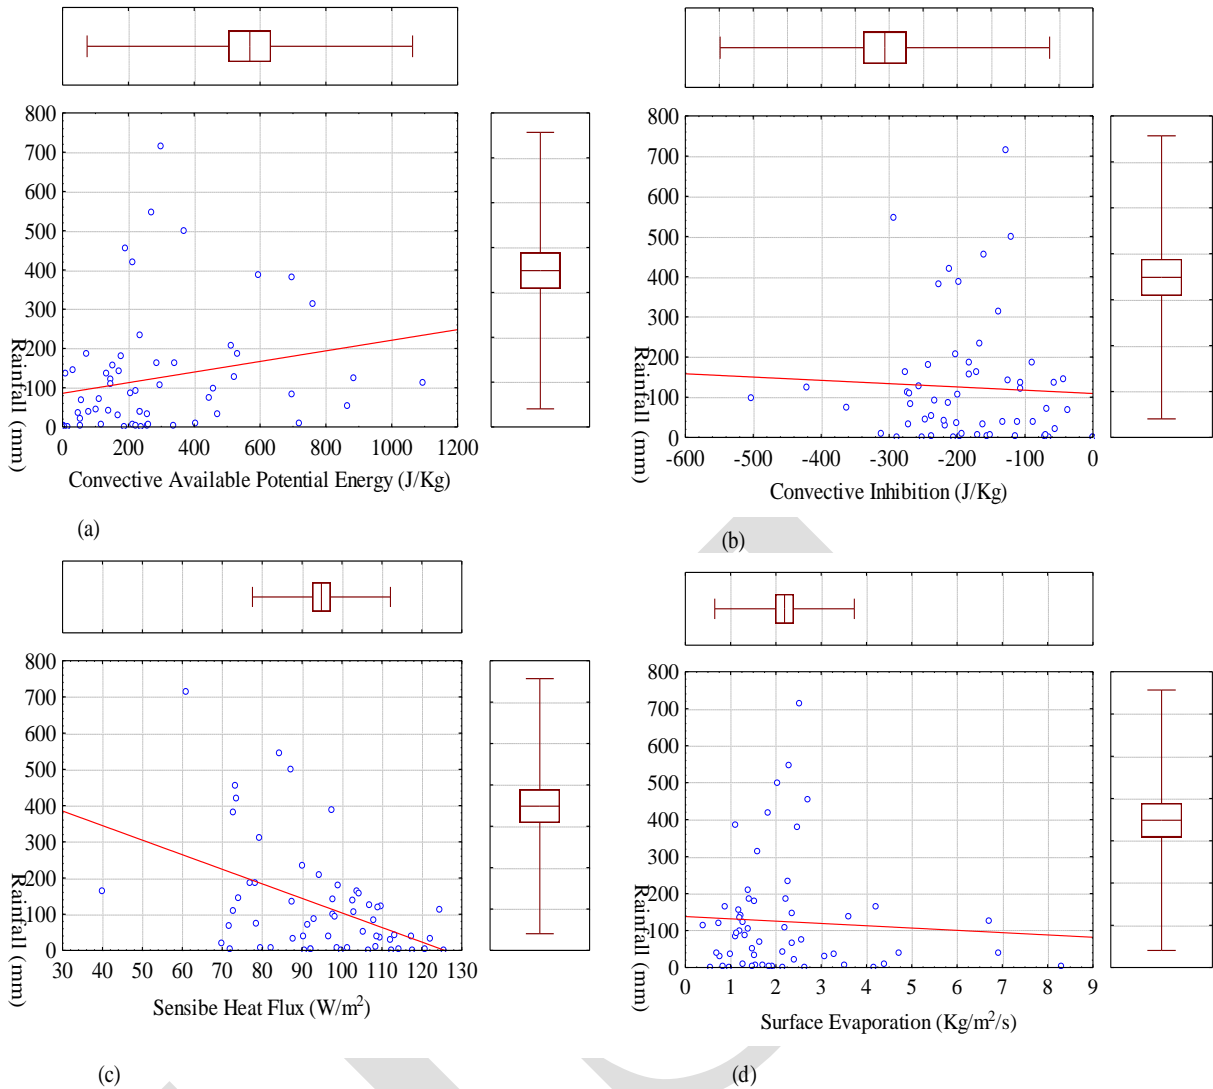 800
700
600
500
400
300
200
100
0
Rainfall (mm)
0 200 400 600 800 1000 1200
Convective Available Potential Energy (J/Kg)
(a)
800
700
600
500
400
300
200
100
0
Rainfall (mm)
-600 -500 -400 -300 -200 -100 0
Convective Inhibition (J/Kg)
(b)
800
700
600
500
400
300
200
100
0
Rainfall (mm)
30 40 50 60 70 80 90 100 110 120 130
Sensibe Heat Flux (W/m²)
(c)
800
700
600
500
400
300
200
100
0
Rainfall (mm)
0 1 2 3 4 5 6 7 8 9
Surface Evaporation (Kg/m²/s)
(d)